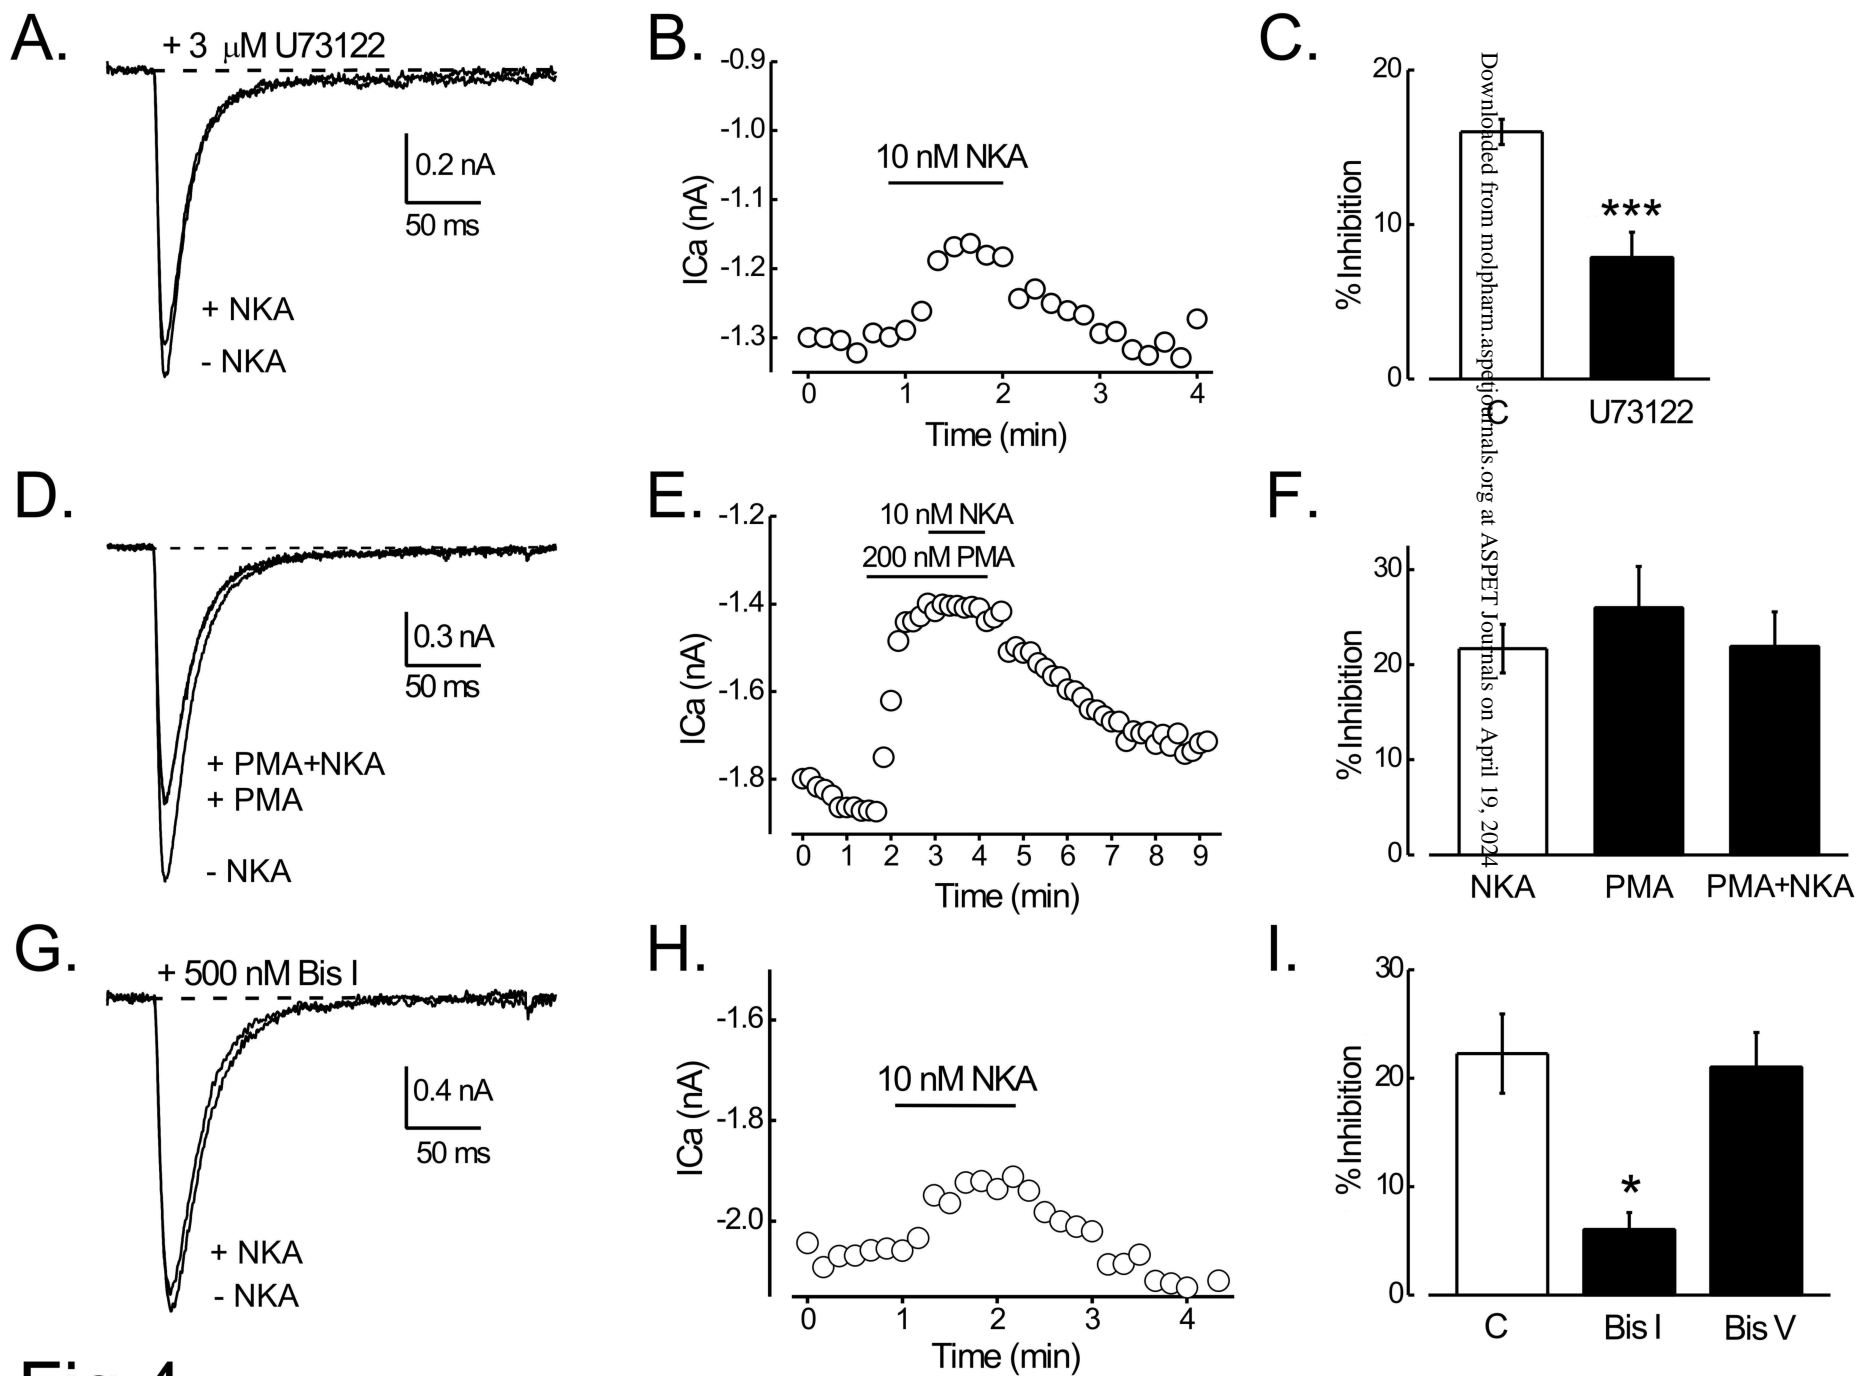 A.
+ 3 μM U73122
0.2 nA
50 ms
+ NKA
- NKA
B.
-0.9
-1.0
-1.1
-1.2
-1.3
ICa (nA)
10 nM NKA
0 1 2 3 4
Time (min)
C.
20
10
0
% Inhibition
***
C U73122
Downloaded from molpharm.aspetjournals.org at ASPET Journals on April 19, 2024
D.
0.3 nA
50 ms
+ PMA+NKA
+ PMA
- NKA
E.
-1.2
-1.4
-1.6
-1.8
ICa (nA)
10 nM NKA
200 nM PMA
0 1 2 3 4 5 6 7 8 9
Time (min)
F.
30
20
10
0
% Inhibition
NKA PMA PMA+NKA
G.
+ 500 nM Bis I
0.4 nA
50 ms
+ NKA
- NKA
H.
-1.6
-1.8
-2.0
ICa (nA)
10 nM NKA
0 1 2 3 4
Time (min)
I.
30
20
10
0
% Inhibition
*
C Bis I Bis V